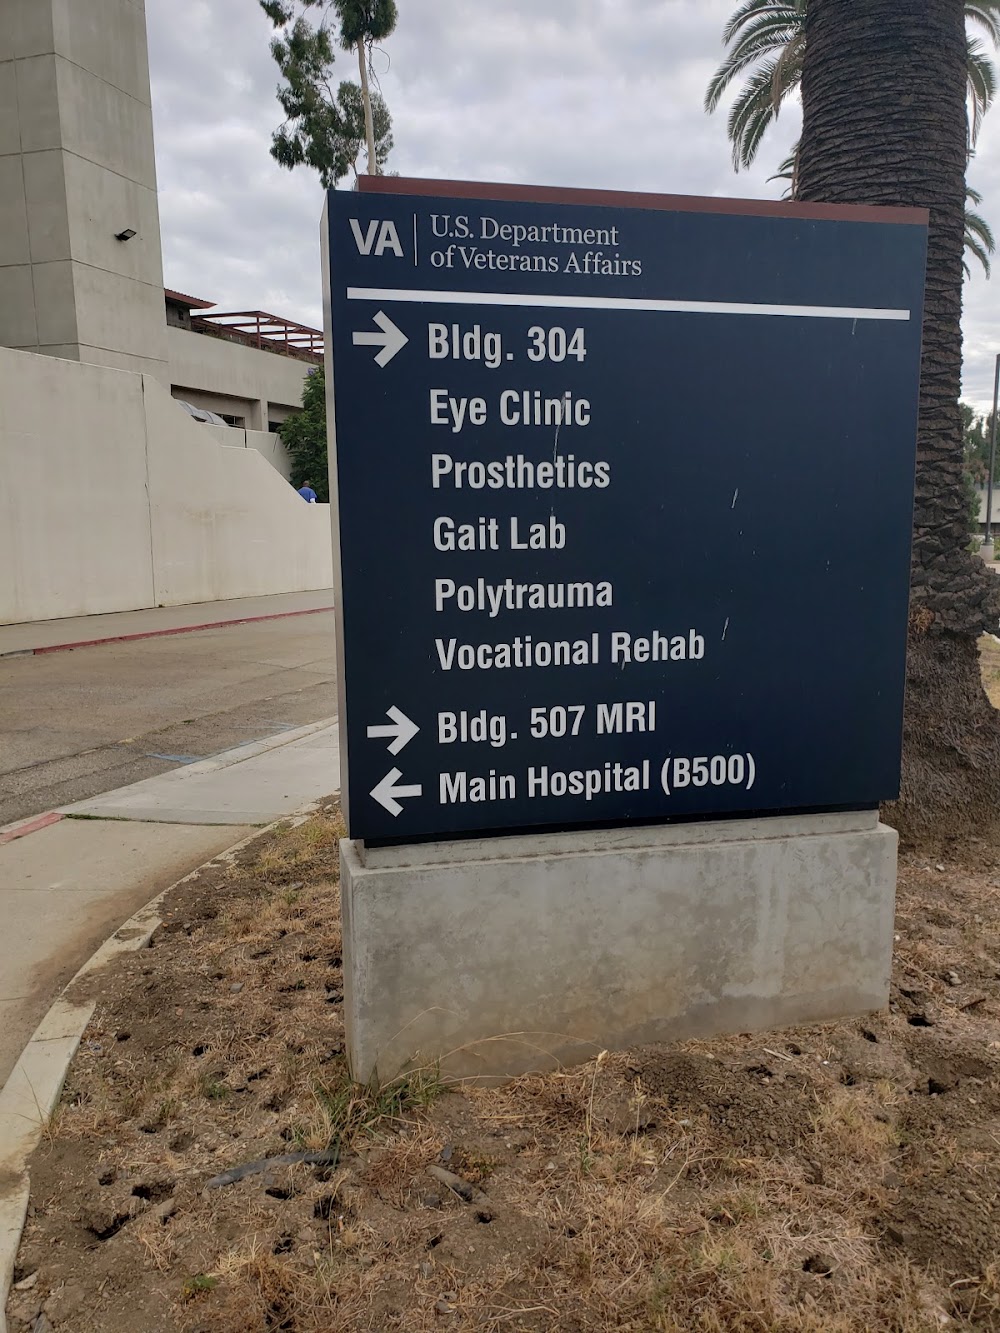 VA
U.S. Department
of Veterans Affairs
→ Bldg. 304
Eye Clinic
Prosthetics
Gait Lab
Polytrauma
Vocational Rehab
→ Bldg. 507 MRI
← Main Hospital (B500)